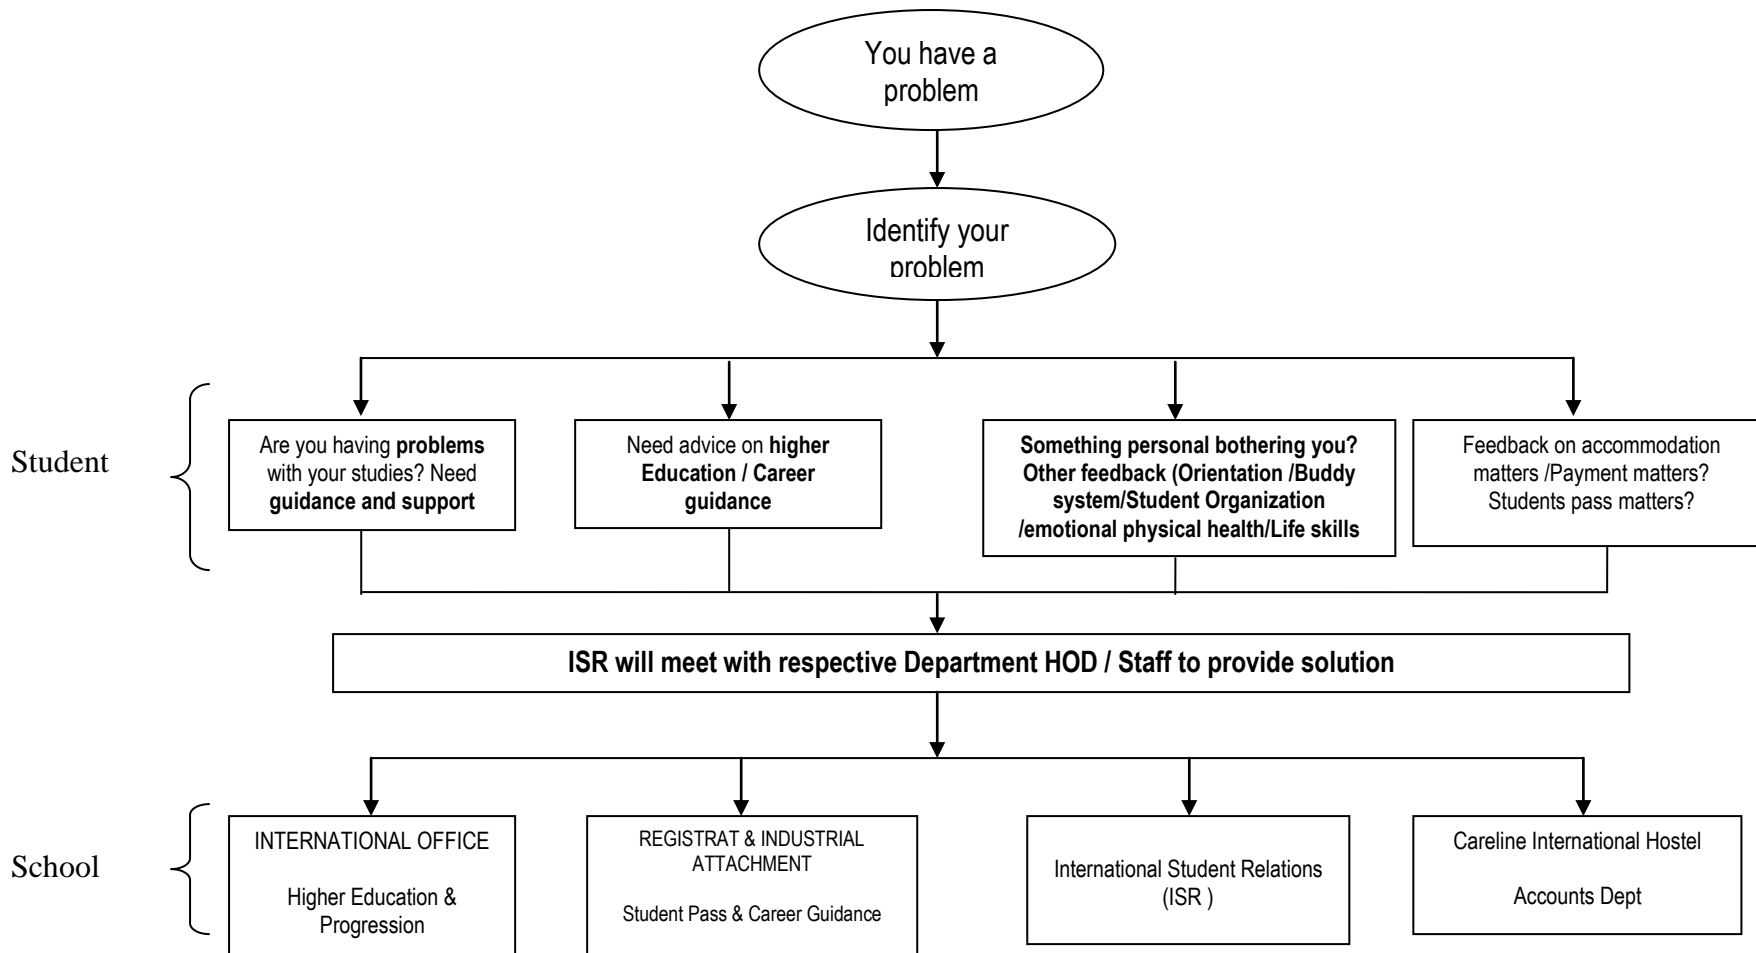 You have a
problem
Identify your
problem
Student
Are you having problems
with your studies? Need
guidance and support
Need advice on higher
Education / Career
guidance
Something personal bothering you?
Other feedback (Orientation /Buddy
system/Student Organization
/emotional physical health/Life skills
Feedback on accommodation
matters /Payment matters?
Students pass matters?
ISR will meet with respective Department HOD / Staff to provide solution
School
INTERNATIONAL OFFICE
Higher Education &
Progression
REGISTRAT & INDUSTRIAL
ATTACHMENT
Student Pass & Career Guidance
International Student Relations
(ISR )
Careline International Hostel
Accounts Dept